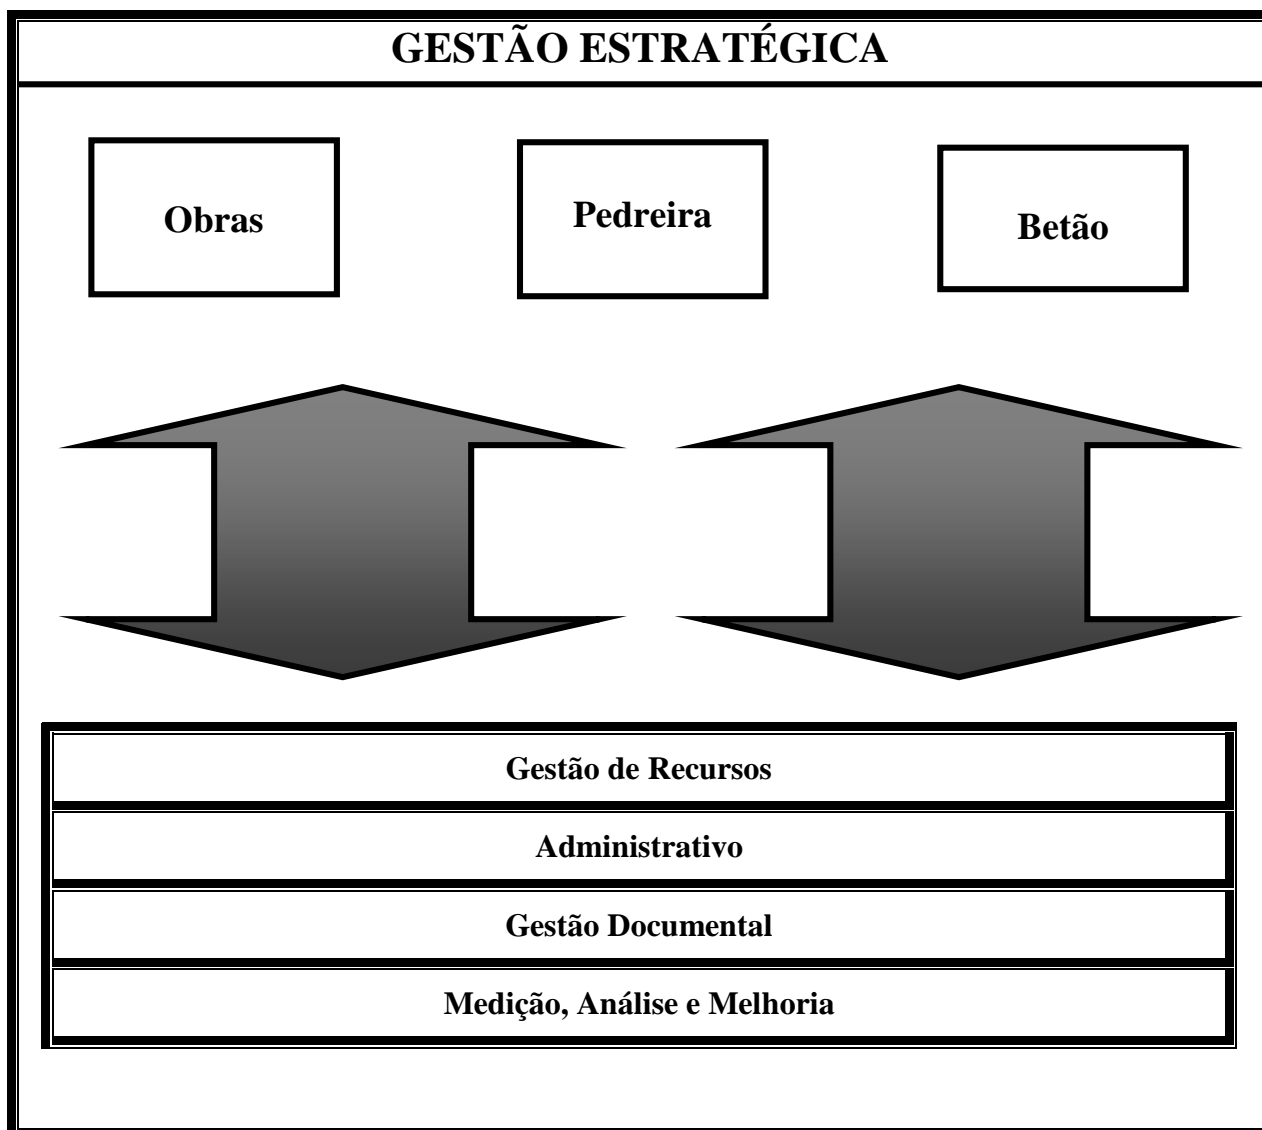 GESTÃO ESTRATÉGICA
Obras
Pedreira
Betão
Gestão de Recursos
Administrativo
Gestão Documental
Medição, Análise e Melhoria